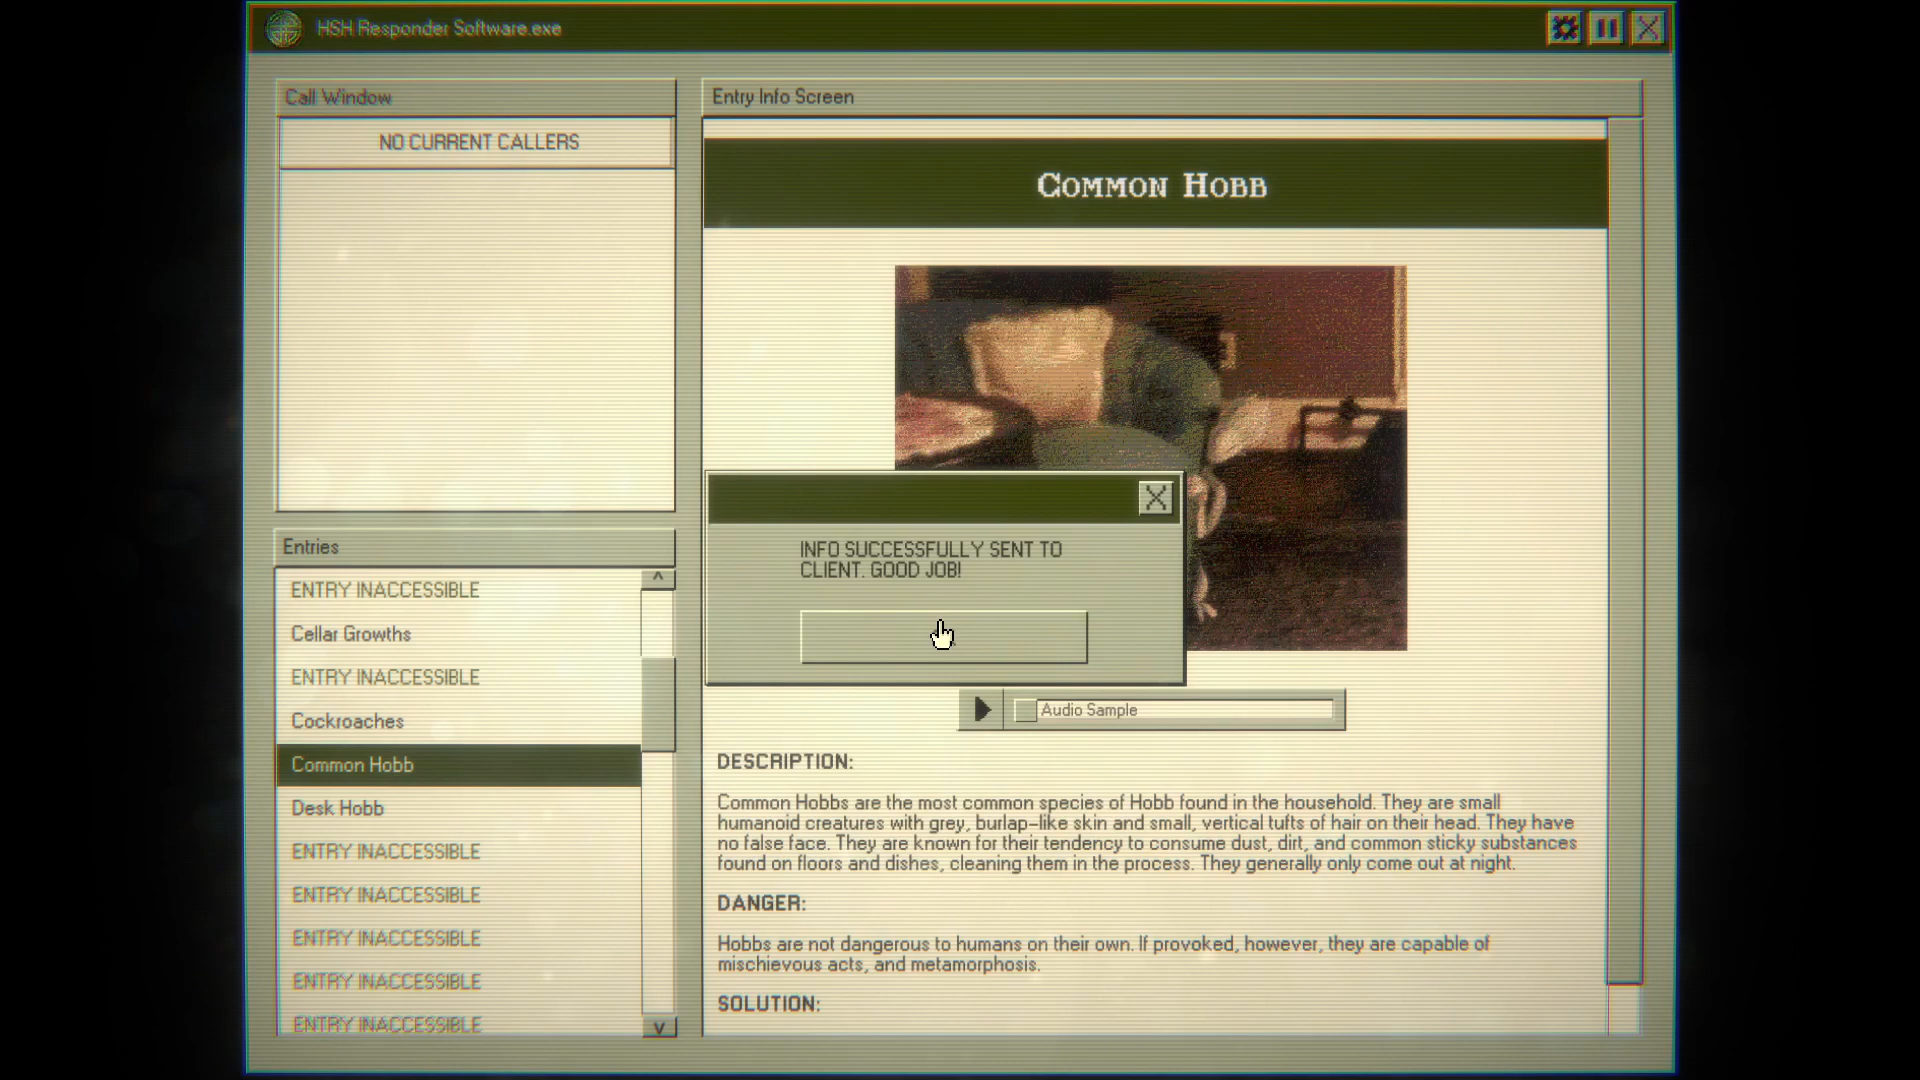 HSH Responder Software.exe
Call Window
NO CURRENT CALLERS
Entries
ENTRY INACCESSIBLE
Cellar Growths
ENTRY INACCESSIBLE
Cockroaches
Common Hobb
Desk Hobb
ENTRY INACCESSIBLE
ENTRY INACCESSIBLE
ENTRY INACCESSIBLE
ENTRY INACCESSIBLE
ENTRY INACCESSIBLE
Entry Info Screen
Common Hobb
INFO SUCCESSFULLY SENT TO
CLIENT. GOOD JOB!
Audio Sample
DESCRIPTION:
Common Hobbs are the most common species of Hobb found in the household. They are small
humanoid creatures with grey, burlap-like skin and small, vertical tufts of hair on their head. They have
no false face. They are known for their tendency to consume dust, dirt, and common sticky substances
found on floors and dishes, cleaning them in the process. They generally only come out at night.
DANGER:
Hobbs are not dangerous to humans on their own. If provoked, however, they are capable of
mischievous acts, and metamorphosis.
SOLUTION: